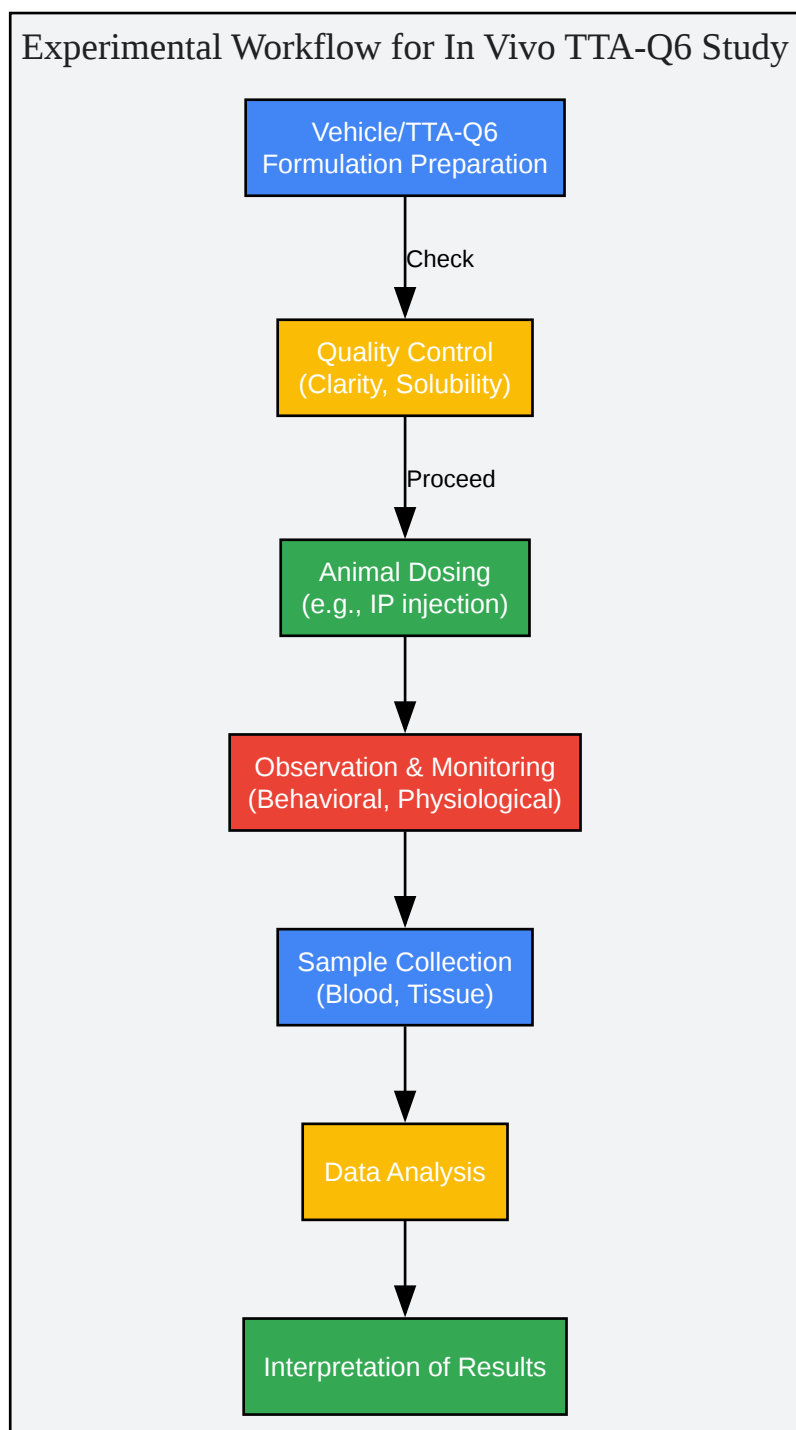 Experimental Workflow for In Vivo TTA-Q6 Study
Vehicle/TTA-Q6
Formulation Preparation
Check
Quality Control
(Clarity, Solubility)
Proceed
Animal Dosing
(e.g., IP injection)
Observation & Monitoring
(Behavioral, Physiological)
Sample Collection
(Blood, Tissue)
Data Analysis
Interpretation of Results